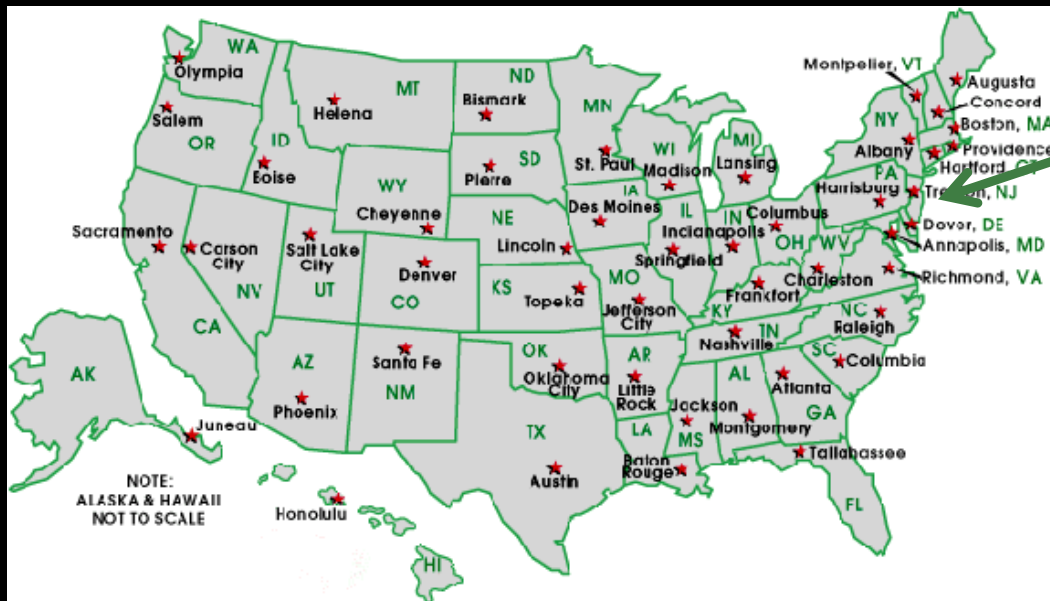 WA
Olympia
Salem
OR
ID
Boise
MT
Helena
ND
Bismark
SD
Pierre
WY
Cheyenne
NE
Lincoln
MN
St. Paul
WI
Madison
MI
Lansing
IA
Des Moines
IL
Springfield
IN
Indianapolis
Columbus
OH
Montpelier, VT
Augusta
Concord
Boston, MA
Providence
Hartford,
NY
Albany
PA
Harrisburg
NJ
Dover, DE
Annapolis, MD
Richmond, VA
WV
Charleston
Sacramento
CA
Carson
City
NV
Salt Lake
City
UT
Denver
CO
KS
Topeka
MO
Jefferson
City
Frankfort
KY
Nashville
TN
NC
Raleigh
SC
Columbia
AZ
Phoenix
Santa Fe
NM
OK
Oklahoma
City
AR
Little
Rock
TX
Austin
LA
Baton
Rouge
Jackson
MS
AL
Montgomery
Atlanta
GA
Tallahassee
FL
AK
Juneau
NOTE:
ALASKA & HAWAII
NOT TO SCALE
Honolulu
HI